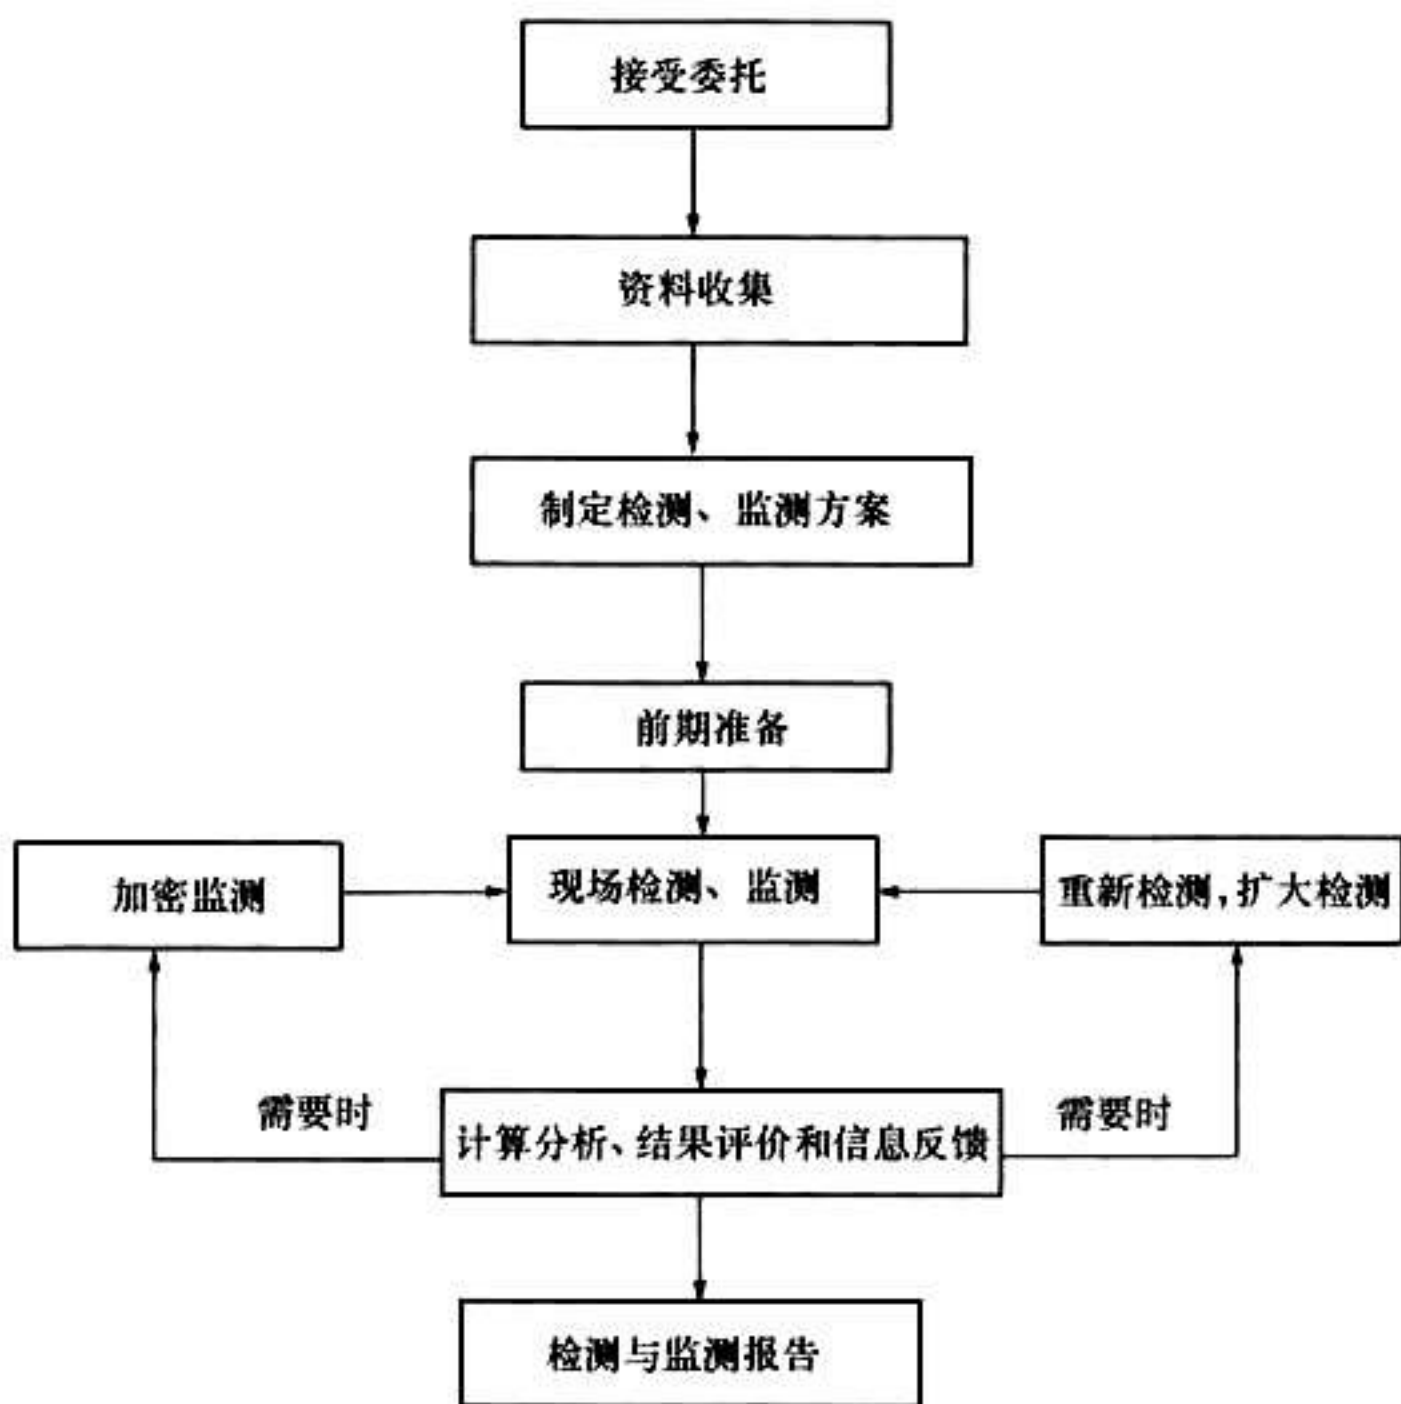 接受委托
资料收集
制定检测、监测方案
前期准备
加密监测
现场检测、监测
重新检测,扩大检测
需要时
需要时
计算分析、结果评价和信息反馈
检测与监测报告